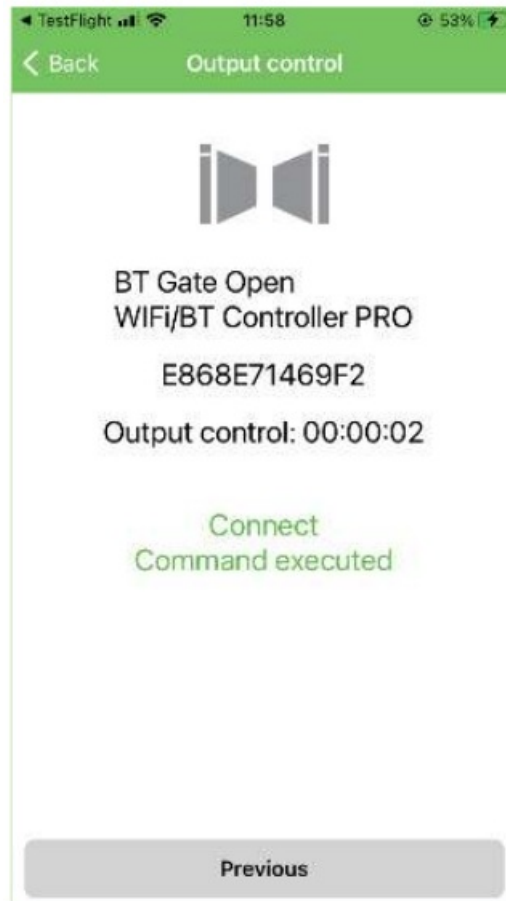 TestFlight 11:58 53%
Back Output control
BT Gate Open
WIFi/BT Controller PRO
E868E71469F2
Output control: 00:00:02
Connect
Command executed
Previous